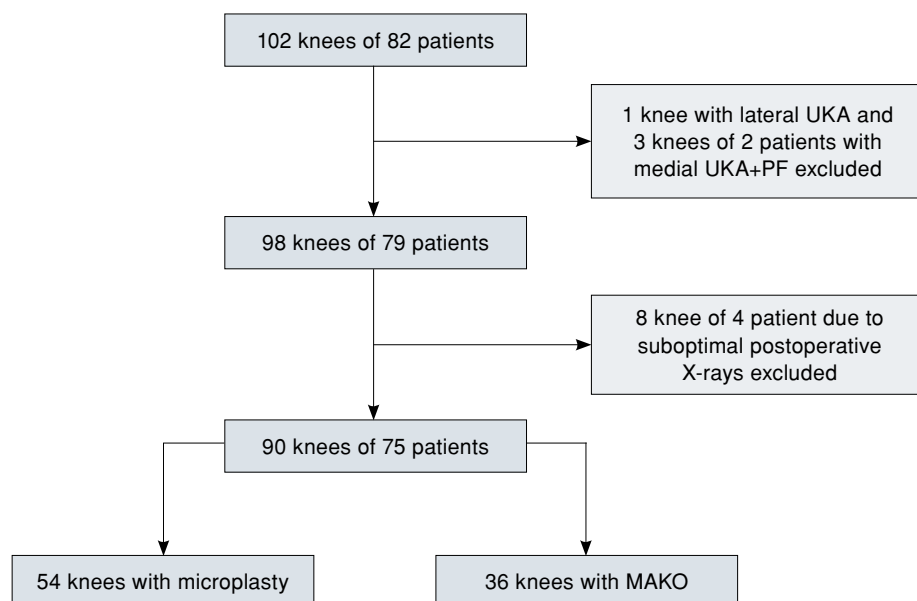 102 knees of 82 patients
1 knee with lateral UKA and
3 knees of 2 patients with
medial UKA+PF excluded
98 knees of 79 patients
8 knee of 4 patient due to
suboptimal postoperative
X-rays excluded
90 knees of 75 patients
54 knees with microplasty
36 knees with MAKO